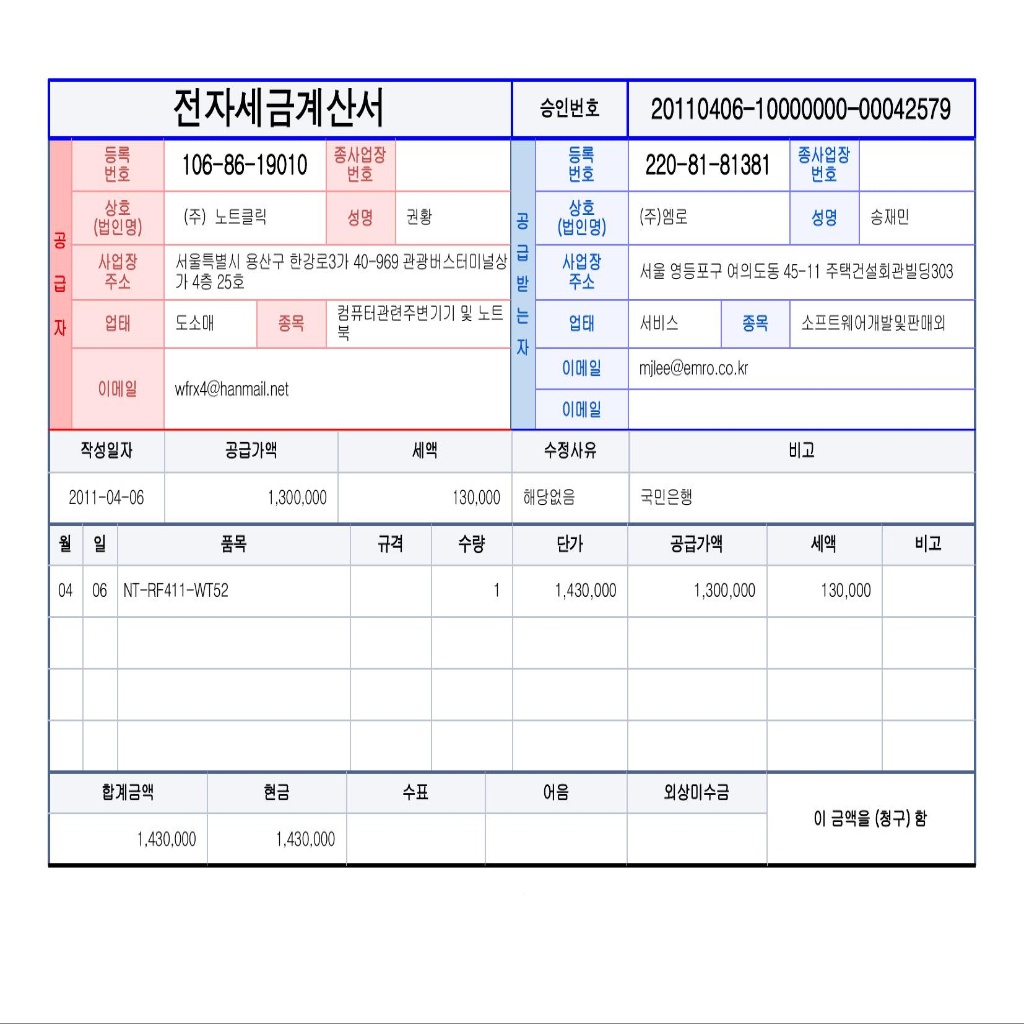 전자세금계산서 승인번호 20110406-10000000-00042579
공급자
등록번호 106-86-19010 종사업장번호
상호(법인명) (주) 노트클릭 성명 권황
사업장주소 서울특별시 용산구 한강로3가 40-969 관광버스터미널상
가 4층 25호
업태 도소매 종목 컴퓨터관련주변기기 및 노트
북
이메일 wfrx4@hanmail.net
공급받는자
등록번호 220-81-81381 종사업장번호
상호(법인명) (주)엠로 성명 송재민
사업장주소 서울 영등포구 여의도동 45-11 주택건설회관빌딩303
업태 서비스 종목 소프트웨어개발및판매외
이메일 mjlee@emro.co.kr
이메일
작성일자 공급가액 세액 수정사유 비고
2011-04-06 1,300,000 130,000 해당없음 국민은행
월 일 품목 규격 수량 단가 공급가액 세액 비고
04 06 NT-RF411-WT52 1 1,430,000 1,300,000 130,000
합계금액 현금 수표 어음 외상미수금 이 금액을 (청구) 함
1,430,000 1,430,000